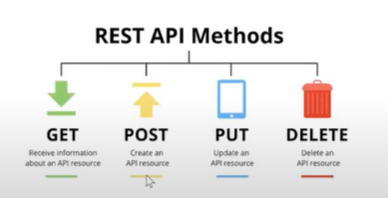 REST API Methods
GET
Receive information
about an API resource
POST
Create an
API resource
PUT
Update an
API resource
DELETE
Delete an
API resource